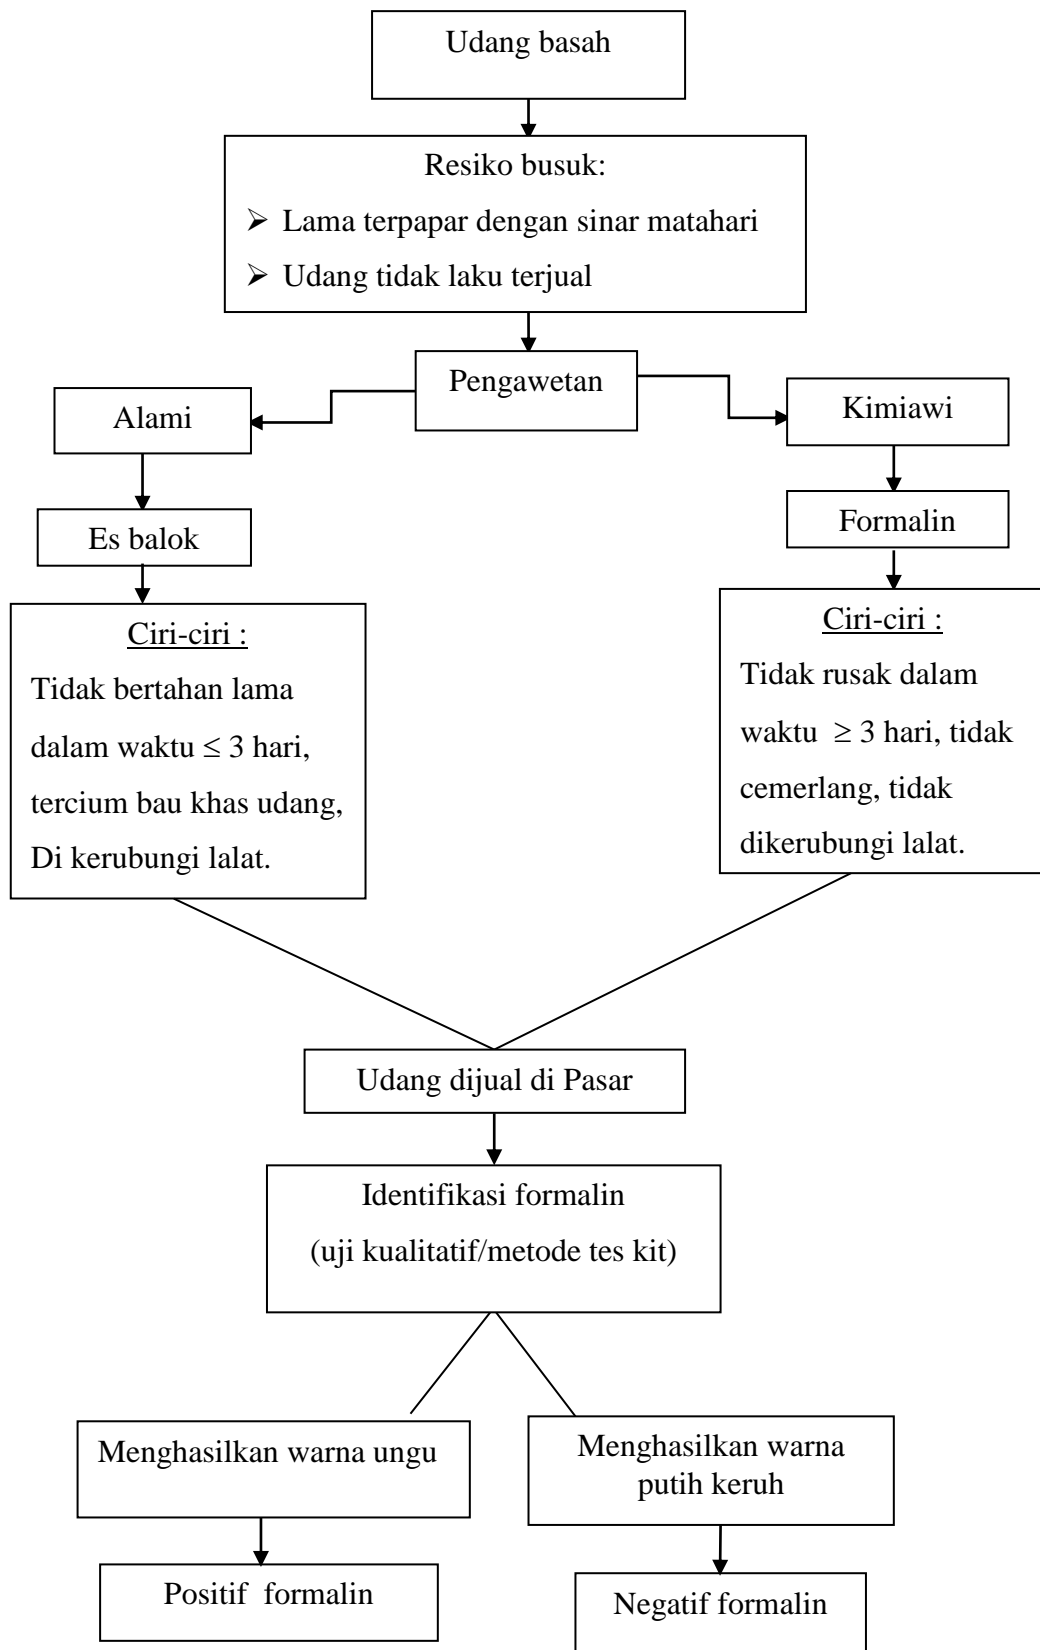 Udang basah
Resiko busuk:
➢ Lama terpapar dengan sinar matahari
➢ Udang tidak laku terjual
Pengawetan
Alami
Kimiawi
Es balok
Formalin
Ciri-ciri :
Tidak bertahan lama
dalam waktu ≤ 3 hari,
tercium bau khas udang,
Di kerubungi lalat.
Ciri-ciri :
Tidak rusak dalam
waktu ≥ 3 hari, tidak
cemerlang, tidak
dikerubungi lalat.
Udang dijual di Pasar
Identifikasi formalin
(uji kualitatif/metode tes kit)
Menghasilkan warna ungu
Menghasilkan warna
putih keruh
Positif formalin
Negatif formalin